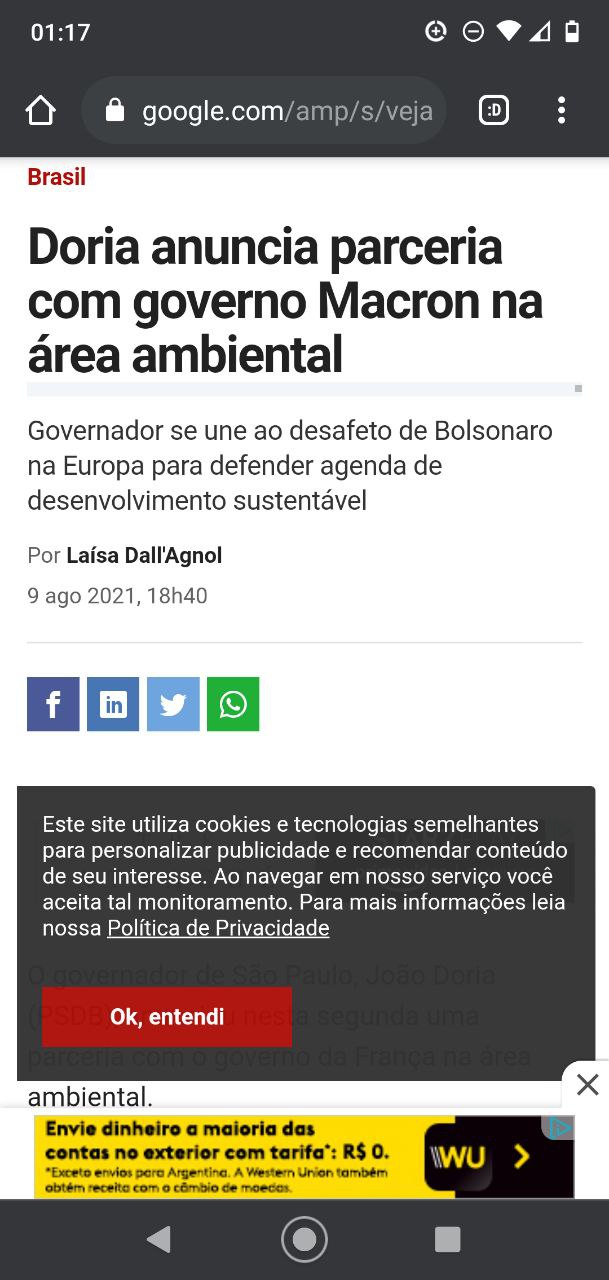 01:17
google.com/amp/s/veja
:D
Brasil
Doria anuncia parceria
com governo Macron na
área ambiental
Governador se une ao desafeto de Bolsonaro
na Europa para defender agenda de
desenvolvimento sustentável
Por Laísa Dall'Agnol
9 ago 2021, 18h40
f
in
Este site utiliza cookies e tecnologias semelhantes
para personalizar publicidade e recomendar conteúdo
de seu interesse. Ao navegar em nosso serviço você
aceita tal monitoramento. Para mais informações leia
nossa Política de Privacidade
O governador de São Paulo, João Doria
(PSDB) nesta segunda uma
Ok, entendi
parceria com o governo da França na área
ambiental.
Envie dinheiro a maioria das
contas no exterior com tarifa*: R$ 0.
*Exceto envios para Argentina. A Western Union também
obtém receita com o câmbio de moedas.
WU